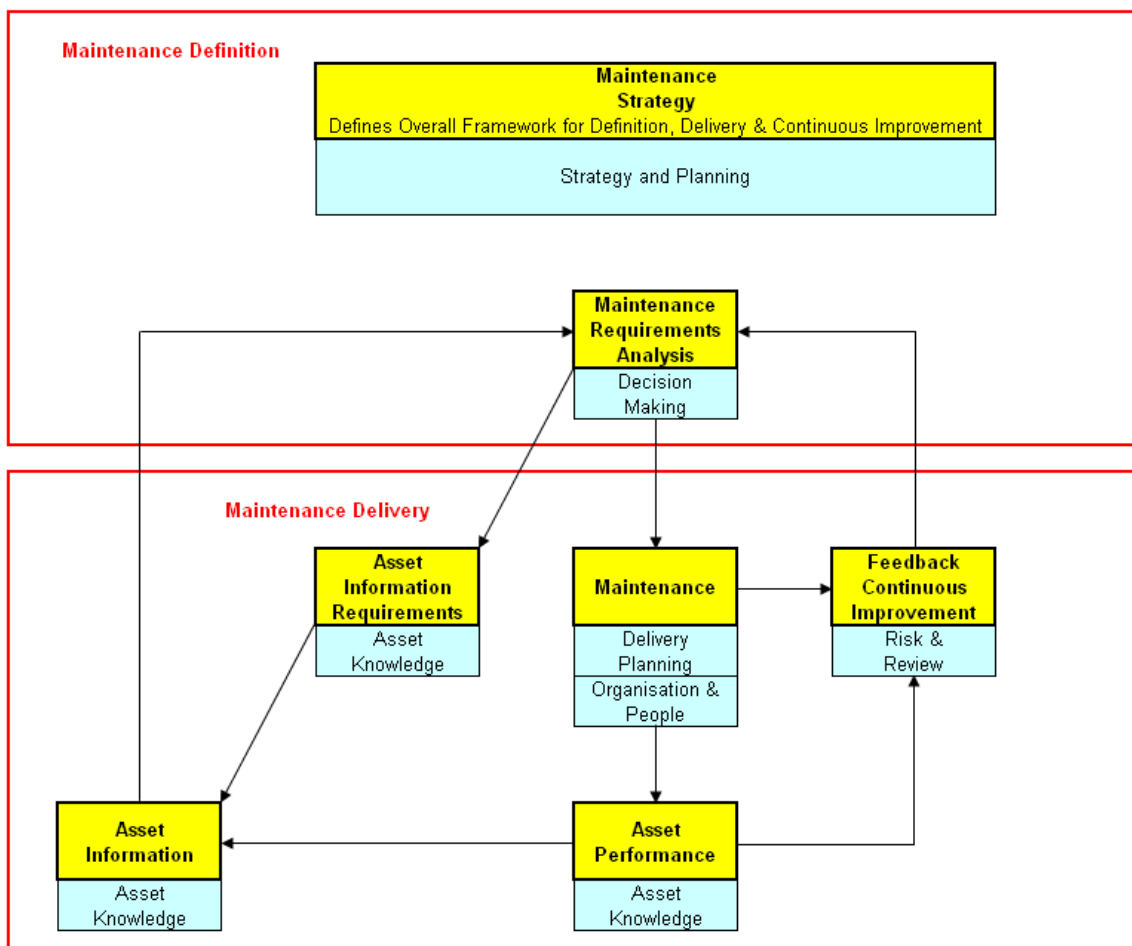 Maintenance Definition
Maintenance
Strategy
Defines Overall Framework for Definition, Delivery & Continuous Improvement
Strategy and Planning
Maintenance
Requirements
Analysis
Decision
Making
Maintenance Delivery
Asset
Information
Requirements
Asset
Knowledge
Maintenance
Delivery
Planning
Organisation &
People
Feedback
Continuous
Improvement
Risk &
Review
Asset
Information
Asset
Knowledge
Asset
Performance
Asset
Knowledge